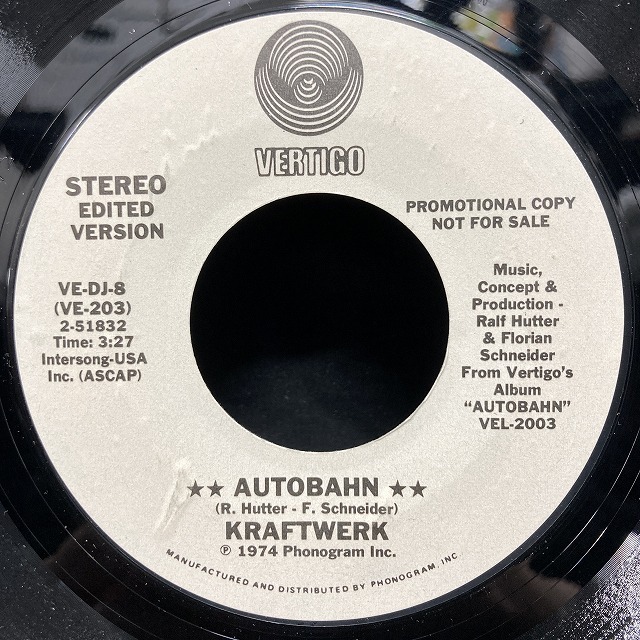 VERTIGO
STEREO
EDITED
VERSION
PROMOTIONAL COPY
NOT FOR SALE
VE-DJ-8
(VE-203)
2-51832
Time: 3:27
Intersong-USA
Inc. (ASCAP)
Music,
Concept &
Production -
Ralf Hutter
& Florian
Schneider
From Vertigo's
Album
"AUTOBAHN"
VEL-2003
★★ AUTOBAHN ★★
(R. Hutter - F. Schneider)
KRAFTWERK
℗ 1974 Phonogram Inc.
MANUFACTURED AND DISTRIBUTED BY PHONOGRAM, INC